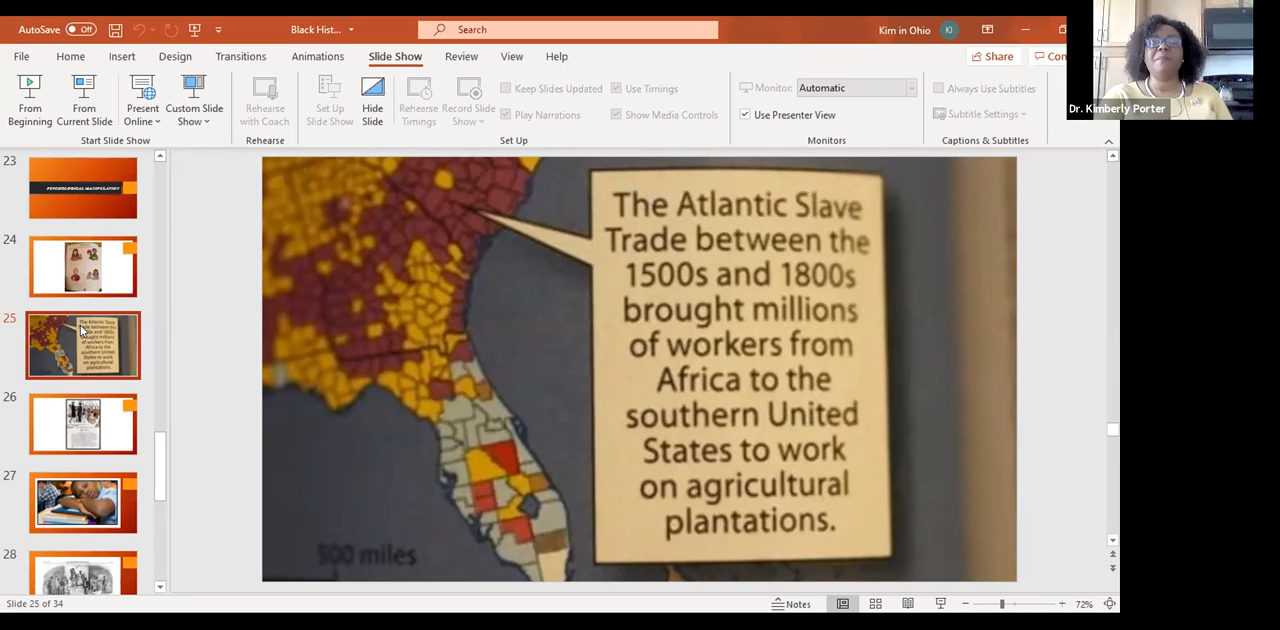 AutoSave Off
Black Hist...
Search
Kim in Ohio
KI
File Home Insert Design Transitions Animations Slide Show Review View Help
Share
Dr. Kimberly Porter
From Beginning
From Current Slide
Present Online
Custom Slide Show
Rehearse with Coach
Set Up Slide Show
Hide Slide
Rehearse Timings
Record Slide Show
Keep Slides Updated
Play Narrations
Use Timings
Show Media Controls
Monitor: Automatic
Use Presenter View
Always Use Subtitles
Subtitle Settings
Start Slide Show
Rehearse
Set Up
Monitors
Captions & Subtitles
23
PSYCHOLOGICAL MANIPULATION
24
25
26
27
28
The Atlantic Slave
Trade between the
1500s and 1800s
brought millions
of workers from
Africa to the
southern United
States to work
on agricultural
plantations.
500 miles
Slide 25 of 34
Notes
72%